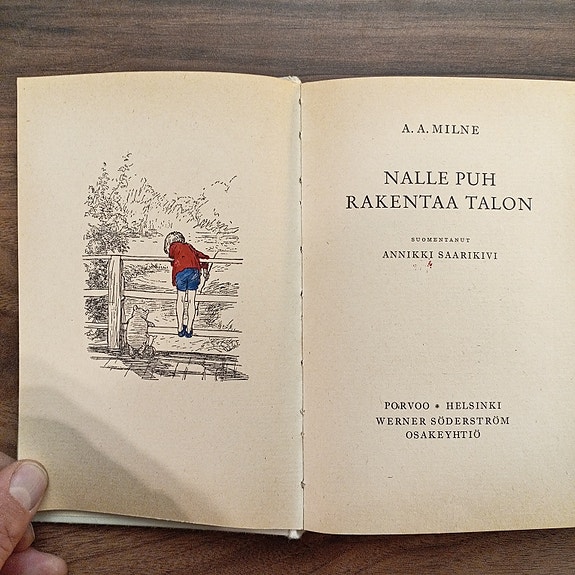 A. A. MILNE
NALLE PUH
RAKENTAA TALON
SUOMENTANUT
ANNIKKI SAARIKIVI
PORVOO * HELSINKI
WERNER SÖDERSTRÖM
OSAKEYHTIÖ